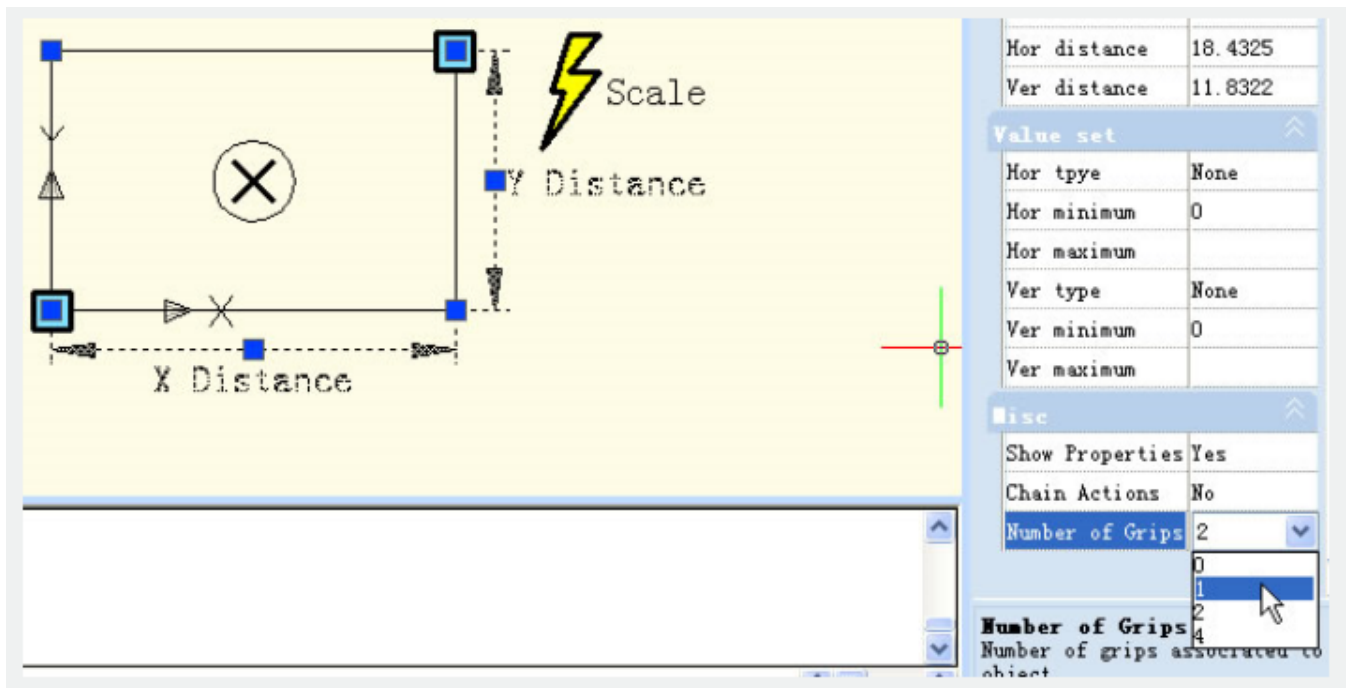 Scale
Y Distance
X Distance
Hor distance 18.4325
Ver distance 11.8322
Value set
Hor tpye None
Hor minimum 0
Hor maximum
Ver type None
Ver minimum 0
Ver maximum
Misc
Show Properties Yes
Chain Actions No
Number of Grips 2
0
1
2
4
Number of Grips
Number of grips associated to
object